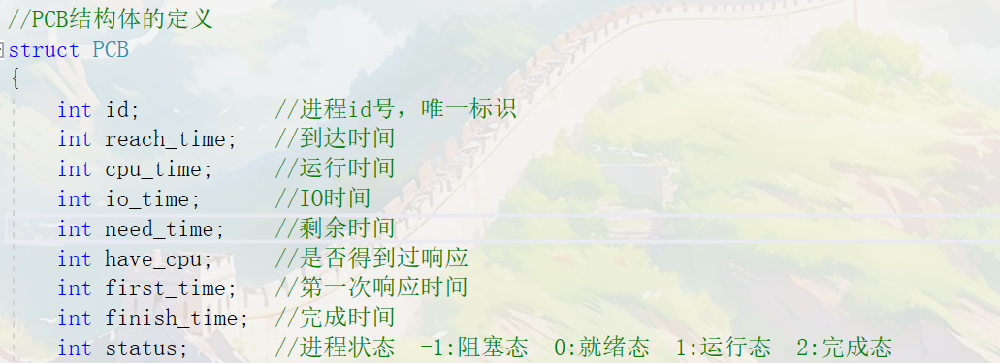 //PCB结构体的定义
struct PCB
{
int id; //进程id号，唯一标识
int reach_time; //到达时间
int cpu_time; //运行时间
int io_time; //IO时间
int need_time; //剩余时间
int have_cpu; //是否得到过响应
int first_time; //第一次响应时间
int finish_time; //完成时间
int status; //进程状态 -1:阻塞态 0:就绪态 1:运行态 2:完成态